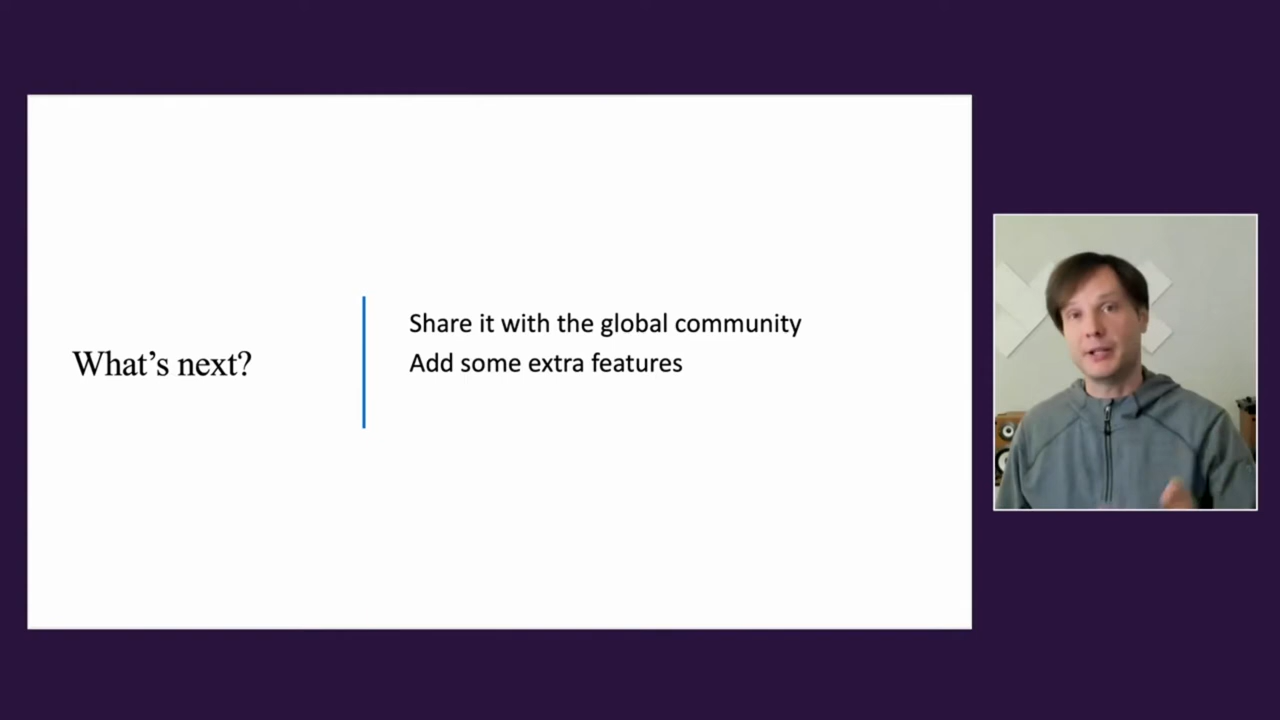 What’s next?
Share it with the global community
Add some extra features